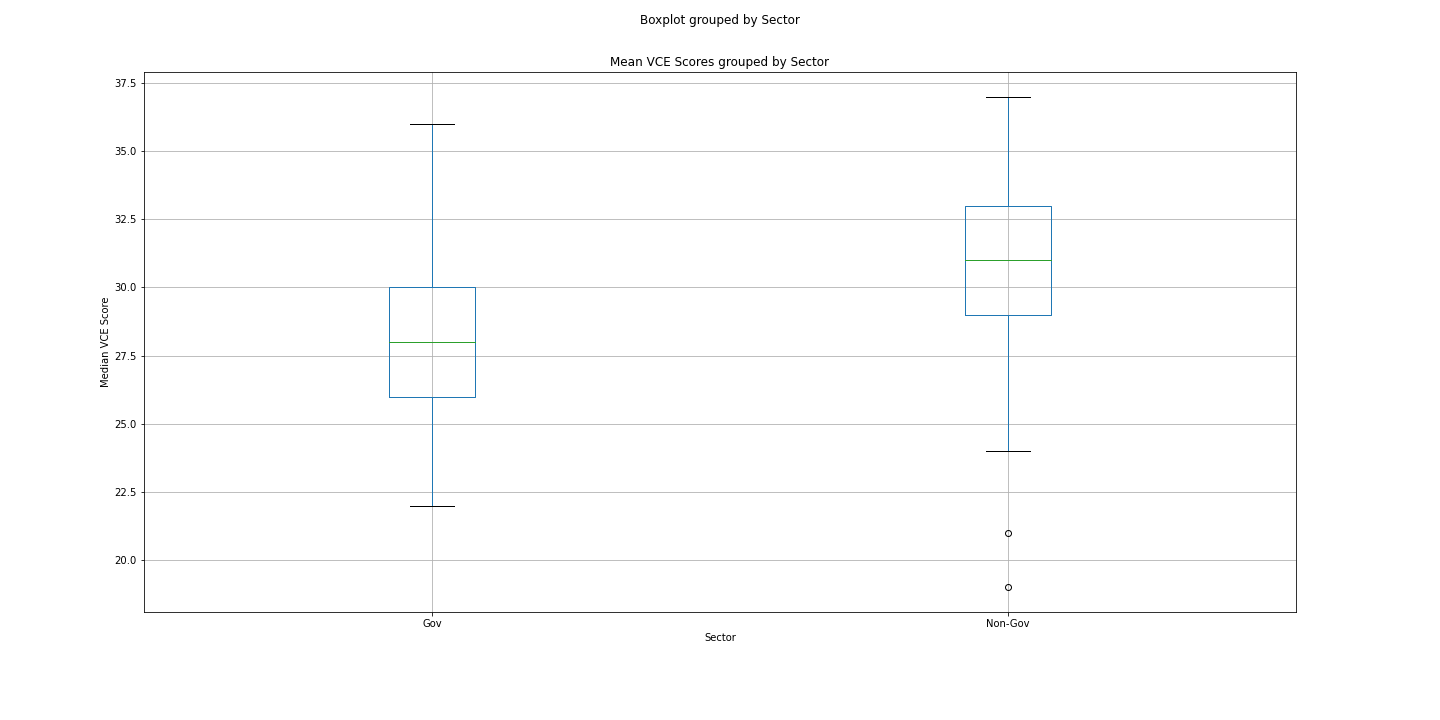 Boxplot grouped by Sector
Mean VCE Scores grouped by Sector
37.5
35.0
32.5
30.0
27.5
25.0
22.5
20.0
Median VCE Score
Gov
Non-Gov
Sector